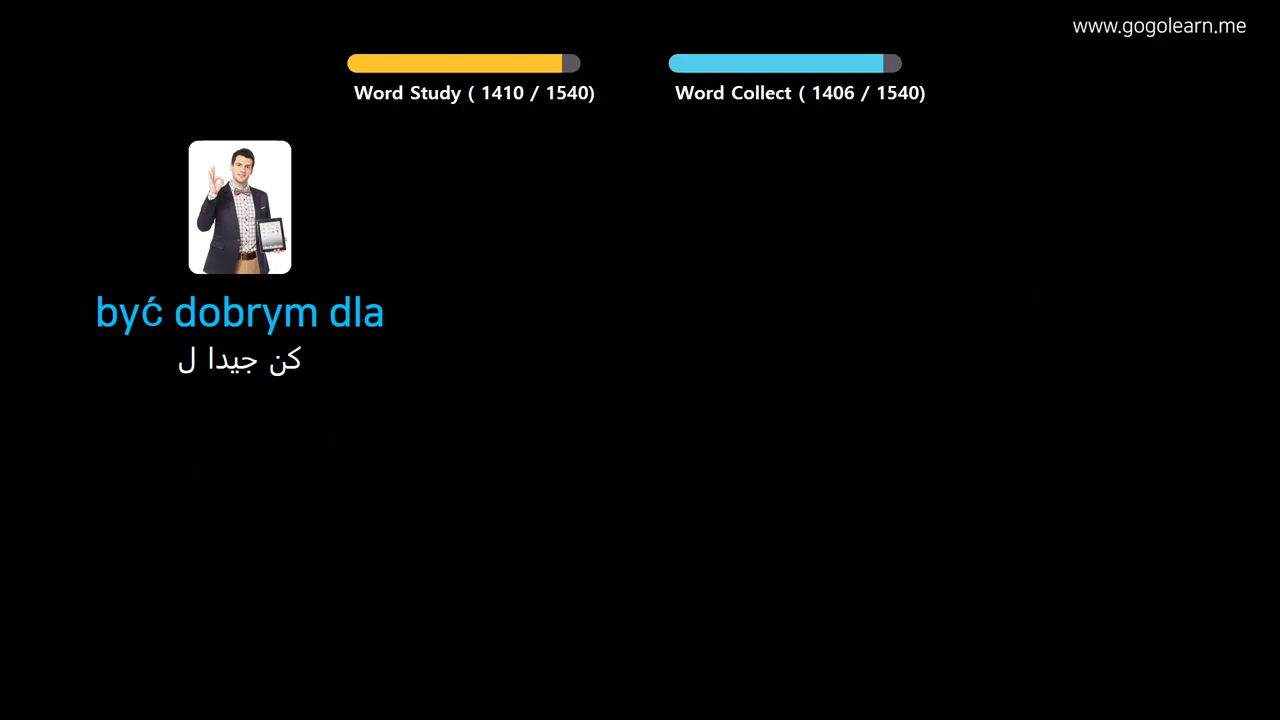 www.gogolearn.me
Word Study ( 1410 / 1540)
Word Collect ( 1406 / 1540)
być dobrym dla
كن جيدا ل